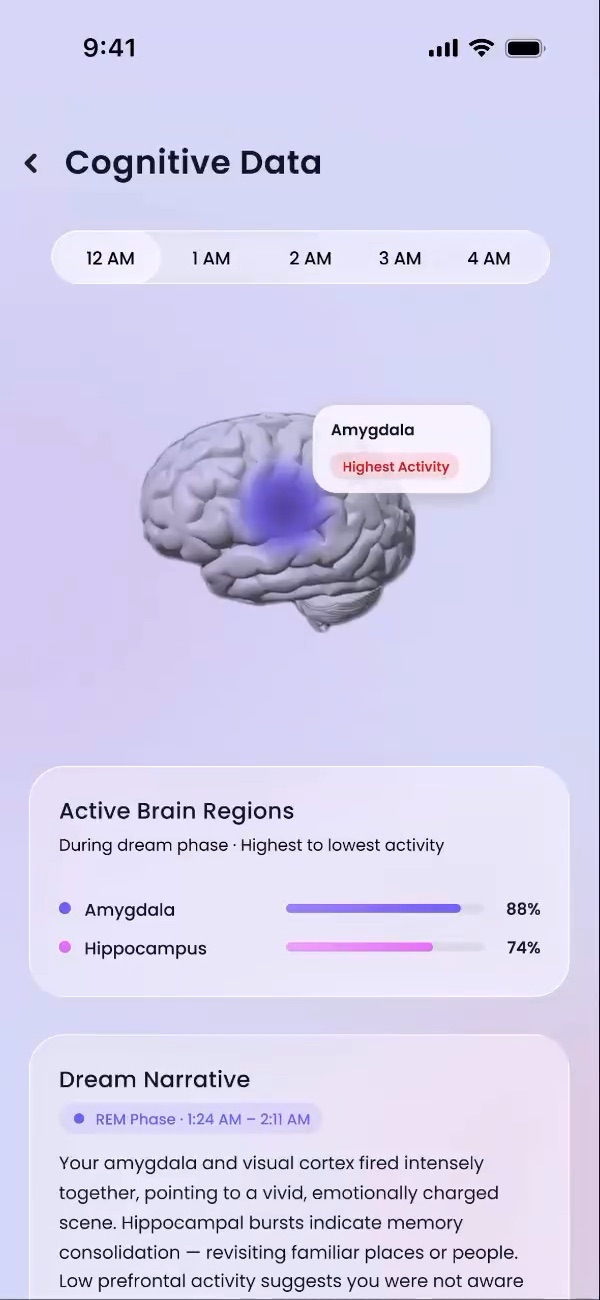 9:41
Cognitive Data
12 AM 1 AM 2 AM 3 AM 4 AM
Amygdala
Highest Activity
Active Brain Regions
During dream phase · Highest to lowest activity
Amygdala 88%
Hippocampus 74%
Dream Narrative
REM Phase · 1:24 AM – 2:11 AM
Your amygdala and visual cortex fired intensely
together, pointing to a vivid, emotionally charged
scene. Hippocampal bursts indicate memory
consolidation — revisiting familiar places or people.
Low prefrontal activity suggests you were not aware